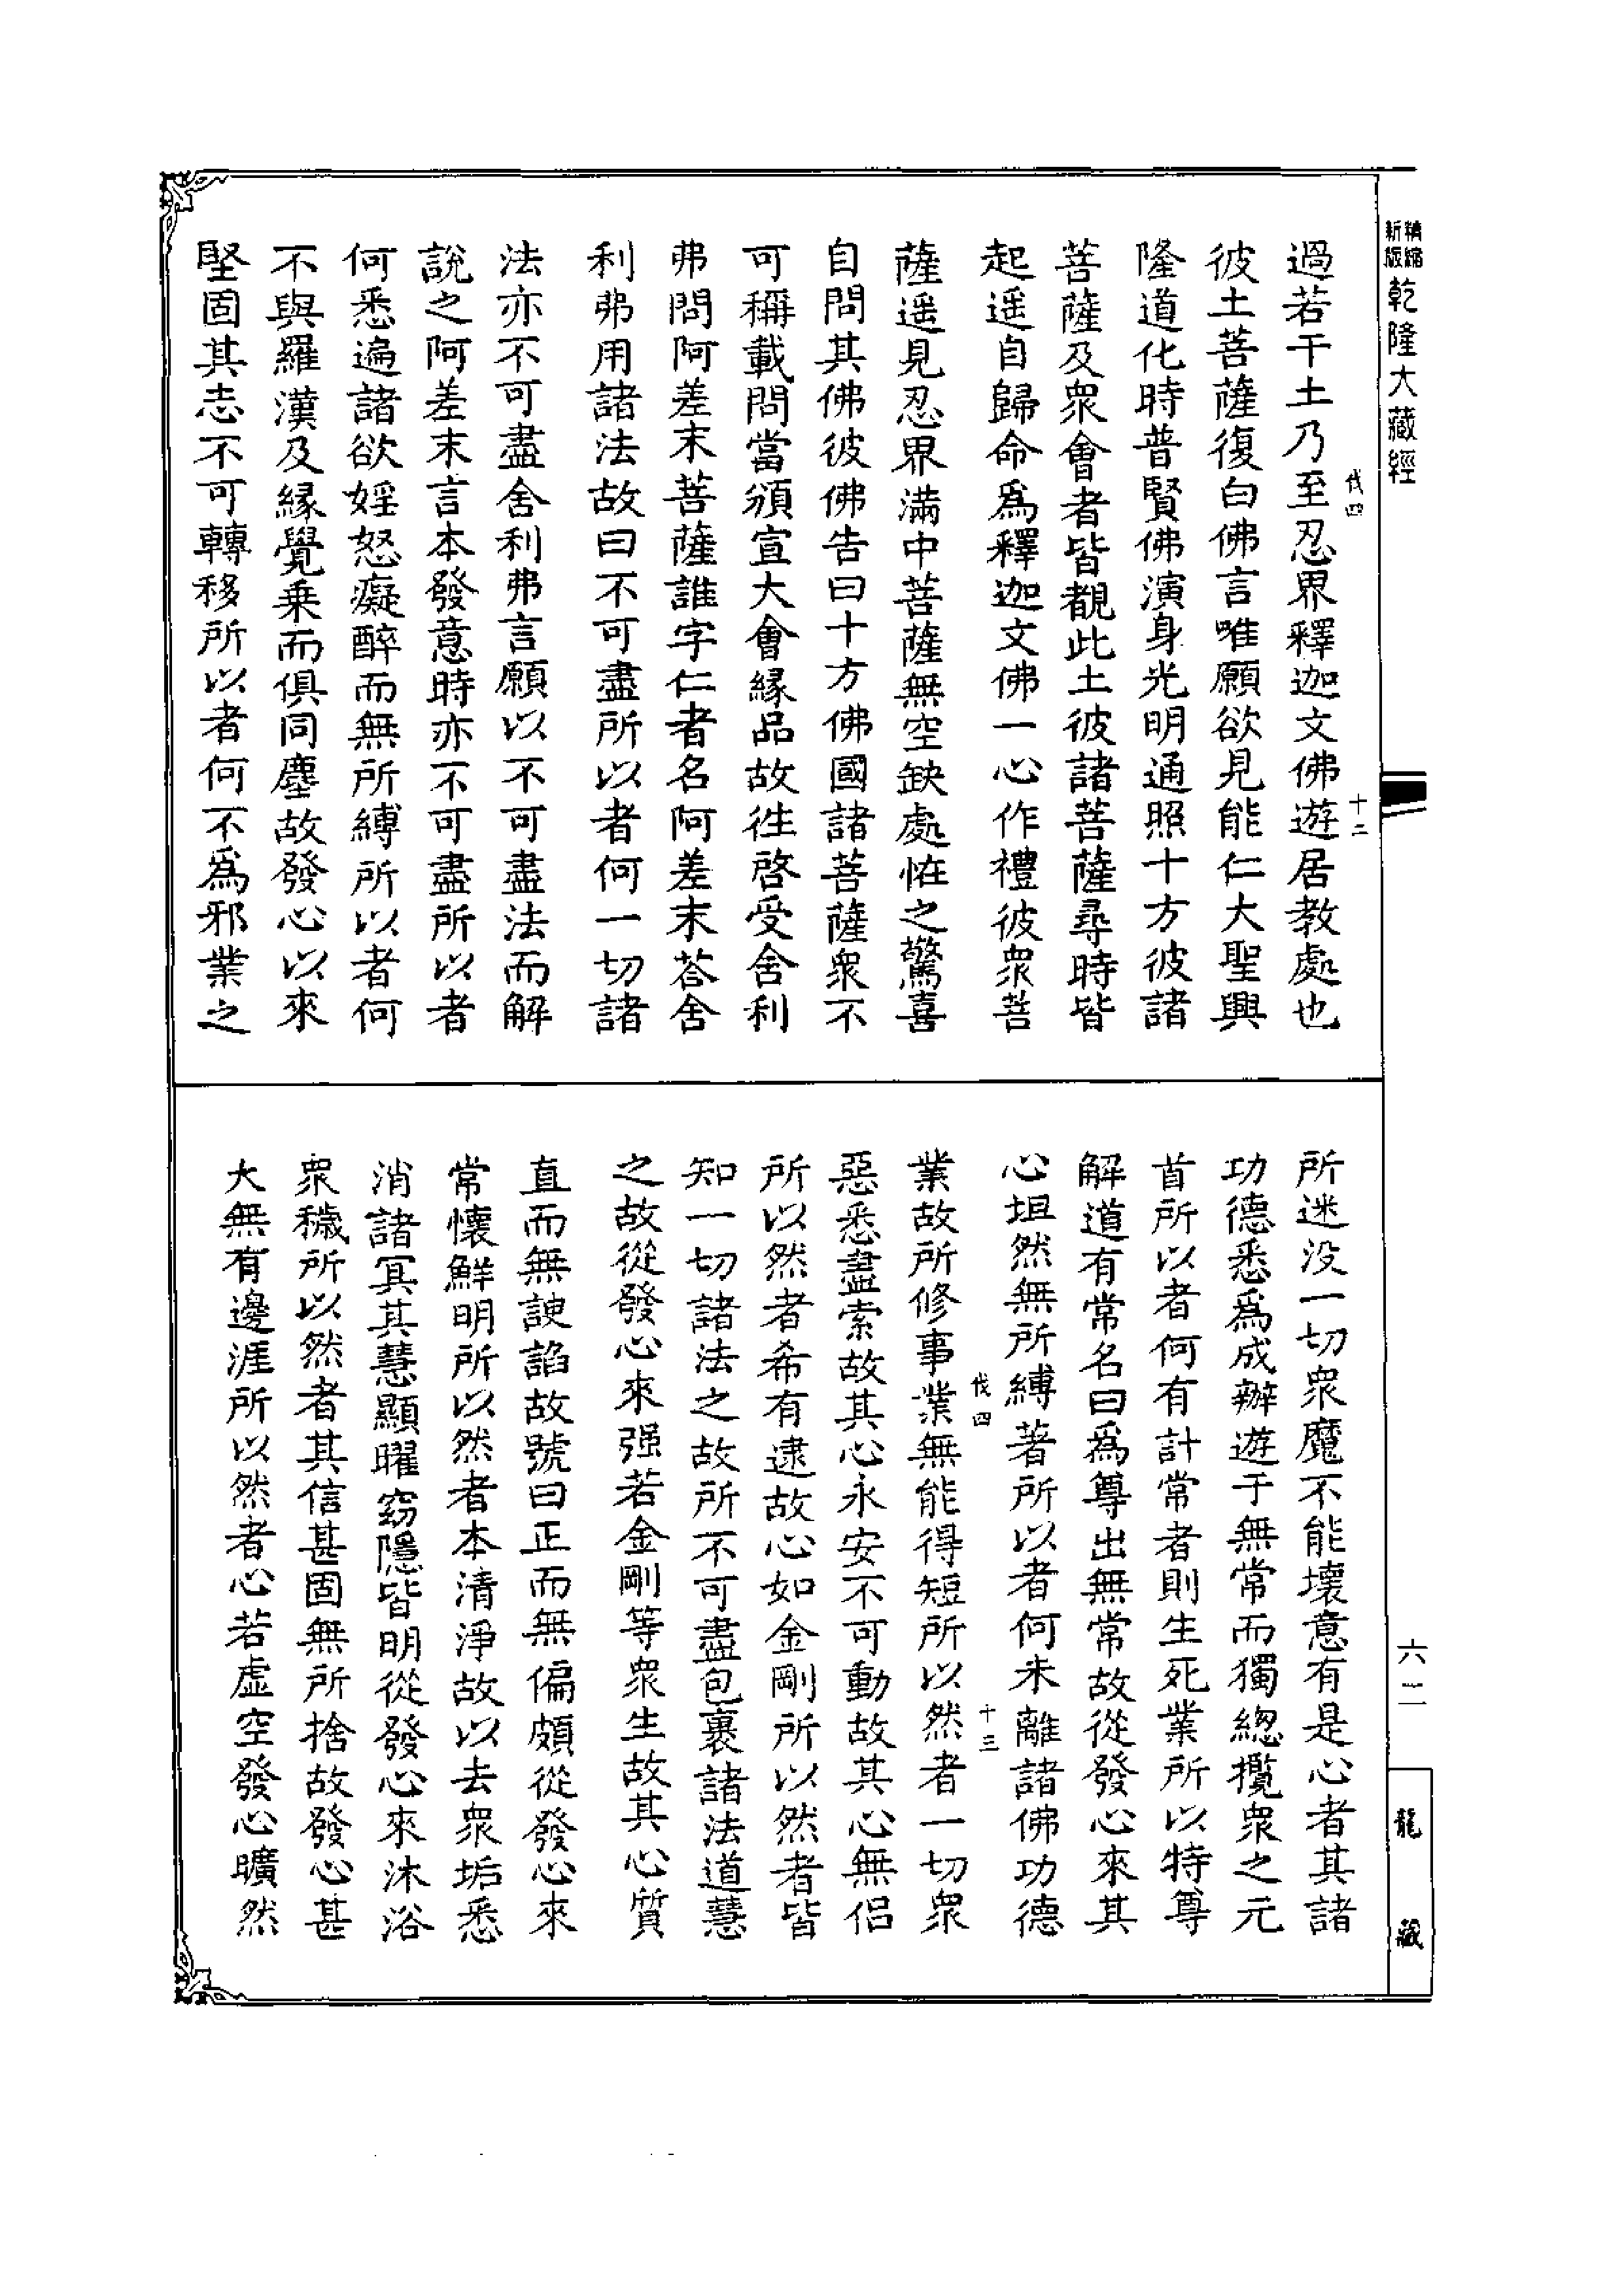 精縮
新版
乾隆大藏經
伐四
十二
過若干土乃至忍界釋迦文佛遊居教處也
彼土菩薩復白佛言唯願欲見能仁大聖興
隆道化時普賢佛演身光明通照十方彼諸
菩薩及眾會者皆覩此土彼諸菩薩尋時皆
起遥自歸命爲釋迦文佛一心作禮彼眾菩
薩遥見忍界滿中菩薩無空缺處恠之驚喜
自問其佛彼佛告曰十方佛國諸菩薩眾不
可稱載問當頒宣大會緣品故徃啓受舍利
弗問阿差末菩薩誰字仁者名阿差末荅舍
利弗用諸法故曰不可盡所以者何一切諸
法亦不可盡舍利弗言願以不可盡法而解
說之阿差末言本發意時亦不可盡所以者
何悉遍諸欲婬怒癡醉而無所縛所以者何
不與羅漢及緣覺乗而俱同塵故發心以來
堅固其志不可轉移所以者何不爲邪業之
所迷没一切眾魔不能壞意有是心者其諸
功德悉爲成辦遊于無常而獨緫攬眾之元
首所以者何有計常者則生死業所以特尊
解道有常名曰爲尊出無常故從發心來其
心坦然無所縛著所以者何未離諸佛功德
伐四
十三
業故所修事業無能得短所以然者一切眾
惡悉盡索故其心永安不可動故其心無侣
所以然者希有逮故心如金剛所以然者皆
知一切諸法之故所不可盡包裹諸法道慧
之故從發心來强若金剛等眾生故其心質
直而無諛諂故號曰正而無偏頗從發心來
常懷鮮明所以然者本清淨故以去眾垢悉
消諸冥其慧顯曜窈隱皆明從發心來沐浴
眾穢所以然者其信甚固無所捨故發心甚
大無有邊涯所以然者心若虚空發心曠然
六二
龍藏